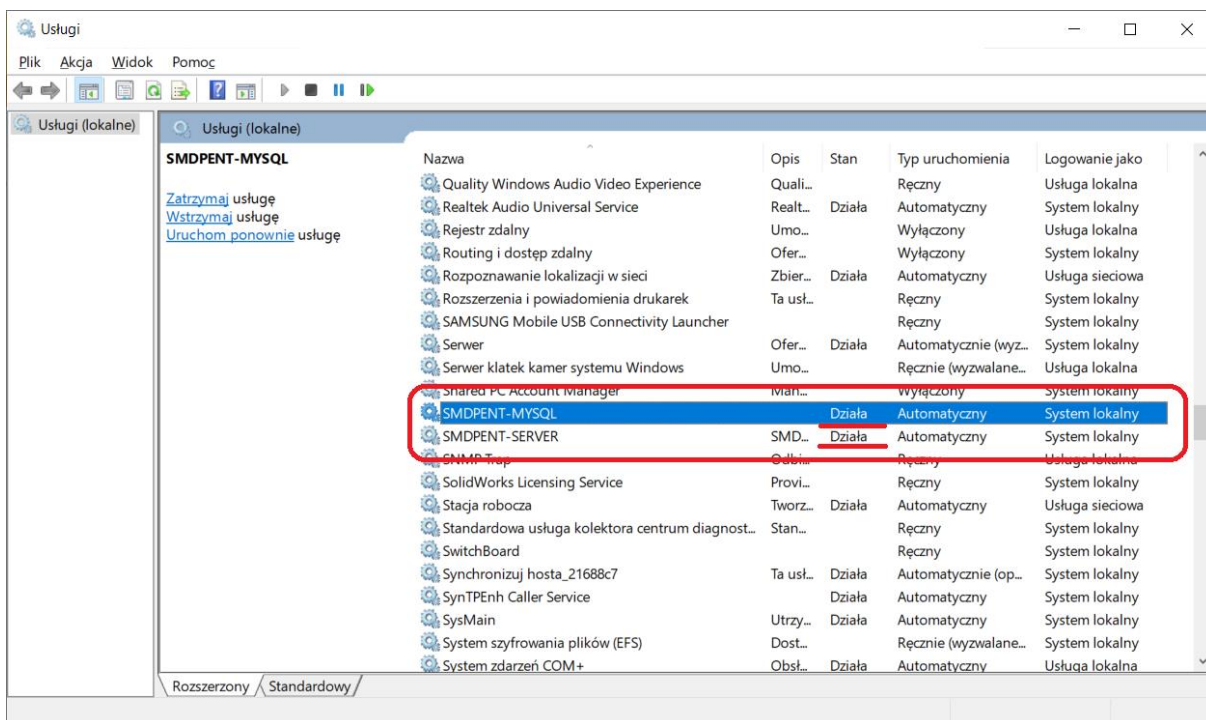 Usługi
Plik Akcja Widok Pomoc
Usługi (lokalne)
Usługi (lokalne)
SMDPENT-MYSQL
Zatrzymaj usługę
Wstrzymaj usługę
Uruchom ponownie usługę
Nazwa Opis Stan Typ uruchomienia Logowanie jako
Quality Windows Audio Video Experience Quali... Ręczny Usługa lokalna
Realtek Audio Universal Service Realt... Działa Automatyczny System lokalny
Rejestr zdalny Umo... Wyłączony Usługa lokalna
Routing i dostęp zdalny Ofer... Wyłączony System lokalny
Rozpoznawanie lokalizacji w sieci Zbier... Działa Automatyczny Usługa sieciowa
Rozszerzenia i powiadomienia drukarek Ta usł... Ręczny System lokalny
SAMSUNG Mobile USB Connectivity Launcher Ręczny System lokalny
Serwer Ofer... Działa Automatycznie (wyz... System lokalny
Serwer klatek kamer systemu Windows Umo... Ręcznie (wyzwalane... Usługa lokalna
Shared PC Account Manager Man... Wyłączony System lokalny
SMDPENT-MYSQL Działa Automatyczny System lokalny
SMDPENT-SERVER SMD... Działa Automatyczny System lokalny
SNMP Trap Odbi... Ręczny Usługa lokalna
SolidWorks Licensing Service Provi... Ręczny System lokalny
Stacja robocza Tworz... Działa Automatyczny Usługa sieciowa
Standardowa usługa kolektora centrum diagnost... Stan... Ręczny System lokalny
SwitchBoard Ręczny System lokalny
Synchronizuj hosta_21688c7 Ta usł... Działa Automatycznie (op... System lokalny
SynTPEnh Caller Service Działa Automatyczny System lokalny
SysMain Utrzy... Działa Automatyczny System lokalny
System szyfrowania plików (EFS) Dost... Ręcznie (wyzwalane... System lokalny
System zdarzeń COM+ Obsł... Działa Automatyczny Usługa lokalna
Rozszerzony Standardowy